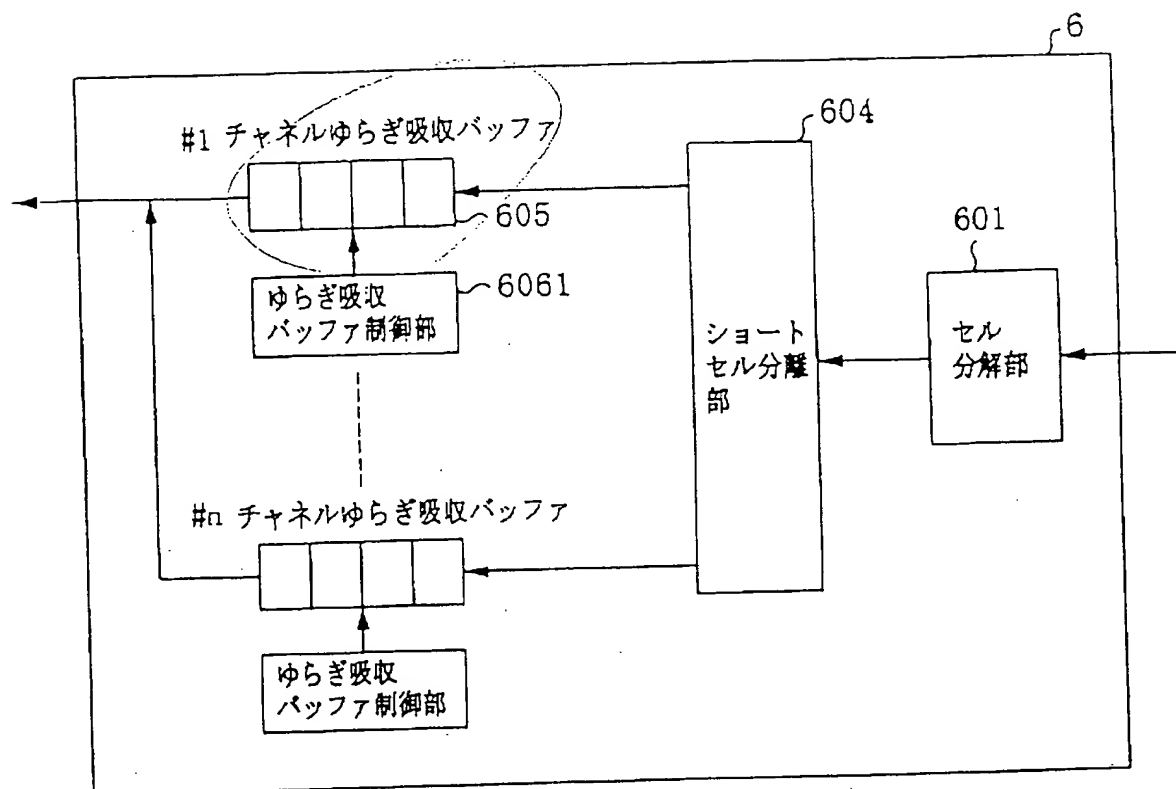 6
#1 チャネルゆらぎ吸収バッファ
604
605
601
6061
ゆらぎ吸収
バッファ制御部
ショート
セル分離
部
セル
分解部
#n チャネルゆらぎ吸収バッファ
ゆらぎ吸収
バッファ制御部